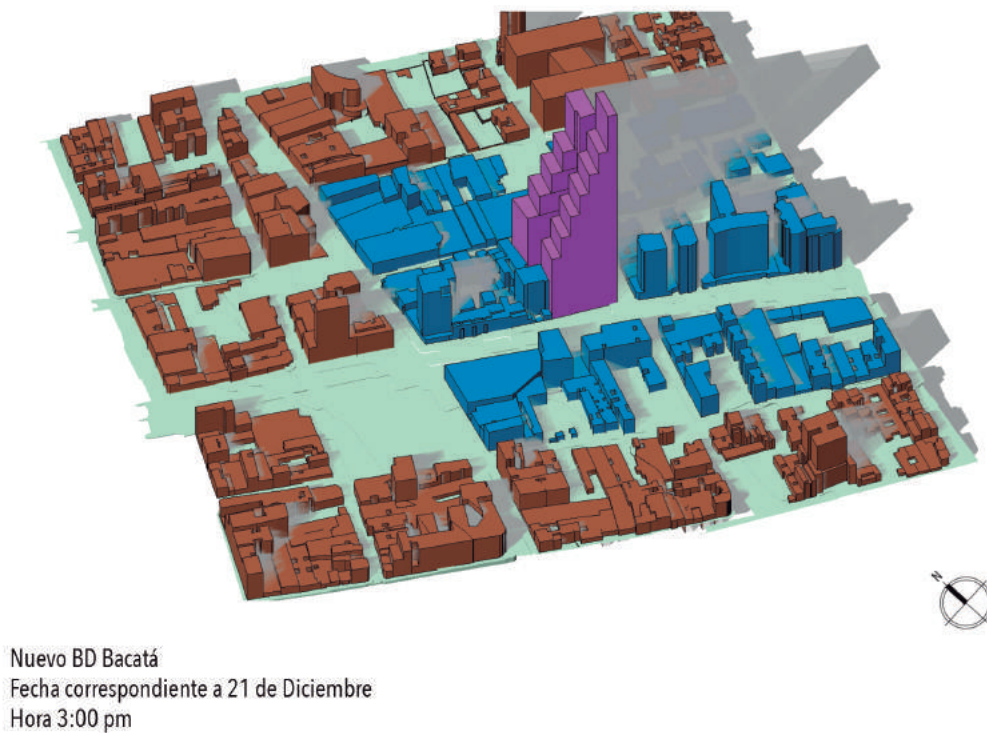 N
Nuevo BD Bacatá
Fecha correspondiente a 21 de Diciembre
Hora 3:00 pm